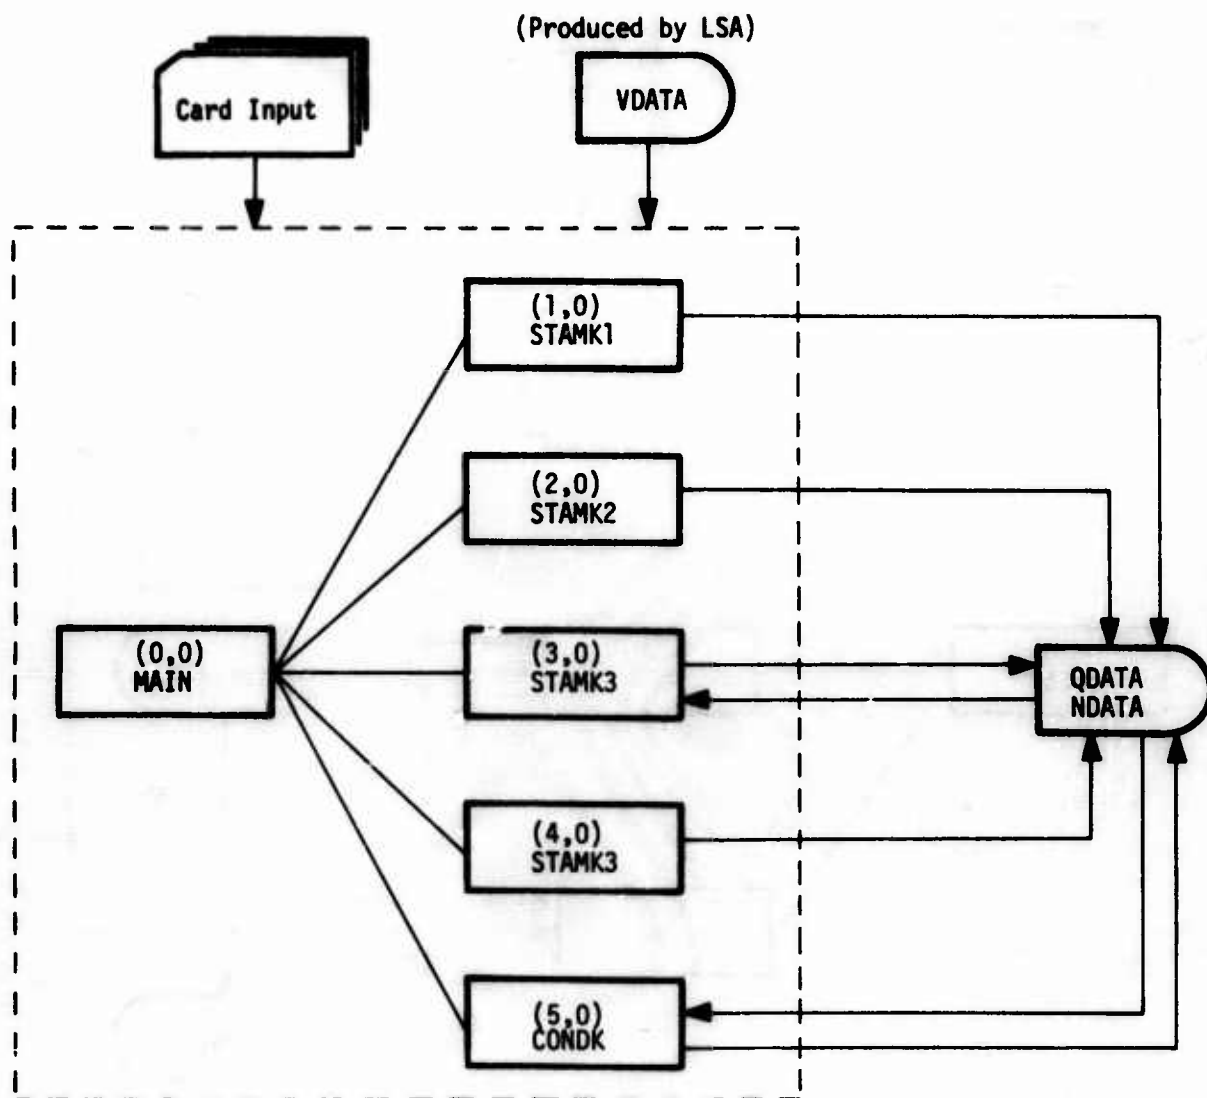 (Produced by LSA)
Card Input
VDATA
(1,0)
STAMK1
(2,0)
STAMK2
(0,0)
MAIN
(3,0)
STAMK3
QDATA
NDATA
(4,0)
STAMK3
(5,0)
CONDK